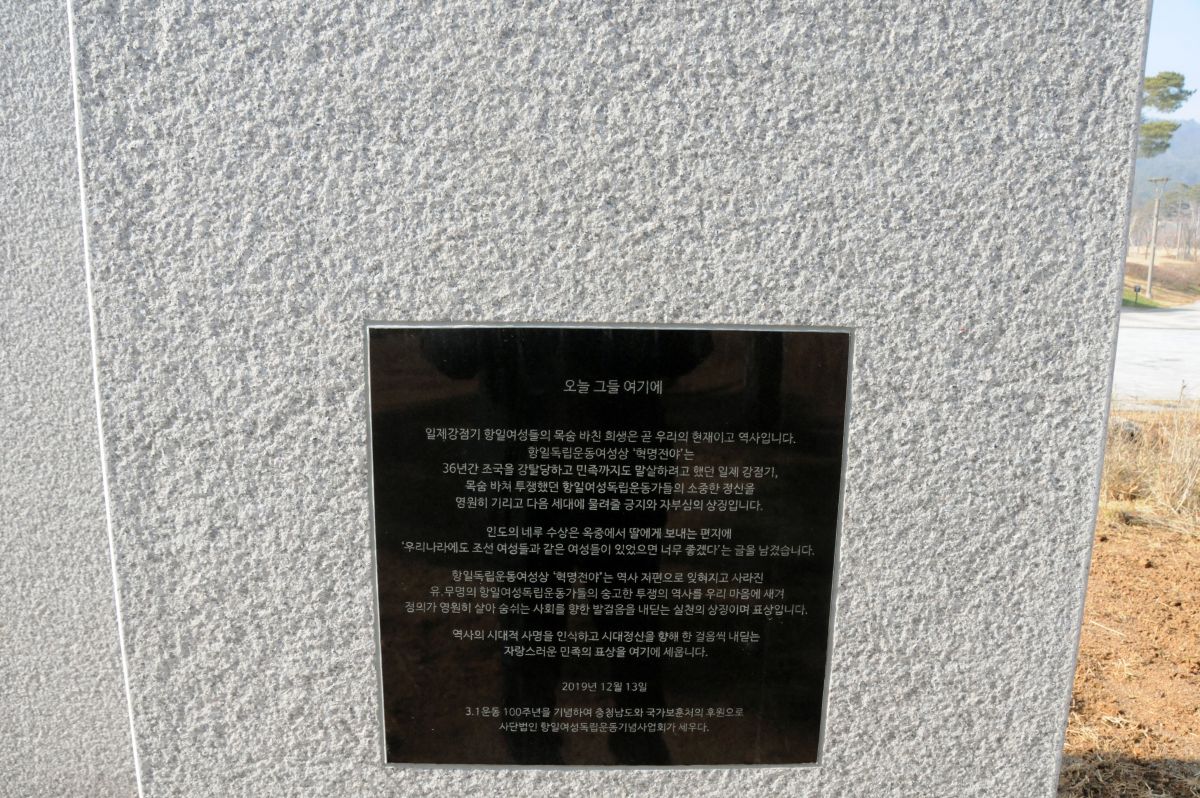 오늘 그들 여기에
일제강점기 항일여성들의 목숨 바친 희생은 곧 우리의 현재이고 역사입니다.
항일독립운동여성상 '혁명전야'는
36년간 조국을 강탈당하고 민족까지도 말살하려고 했던 일제 강점기,
목숨 바쳐 투쟁했던 항일여성독립운동가들의 소중한 정신을
영원히 기리고 다음 세대에 물려줄 긍지와 자부심의 상징입니다.
인도의 네루 수상은 옥중에서 딸에게 보내는 편지에
'우리나라에도 조선 여성들과 같은 여성들이 있었으면 너무 좋겠다'는 글을 남겼습니다.
항일독립운동여성상 '혁명전야'는 역사 저편으로 잊혀지고 사라진
유.무명의 항일여성독립운동가들의 숭고한 투쟁의 역사를 우리 마음에 새겨
정의가 영원히 살아 숨쉬는 사회를 향한 발걸음을 내딛는 실천의 상징이며 표상입니다.
역사의 시대적 사명을 인식하고 시대정신을 향해 한 걸음씩 내딛는
자랑스러운 민족의 표상을 여기에 세웁니다.
2019년 12월 13일
3.1운동 100주년을 기념하여 충청남도와 국가보훈처의 후원으로
사단법인 항일여성독립운동기념사업회가 세우다.